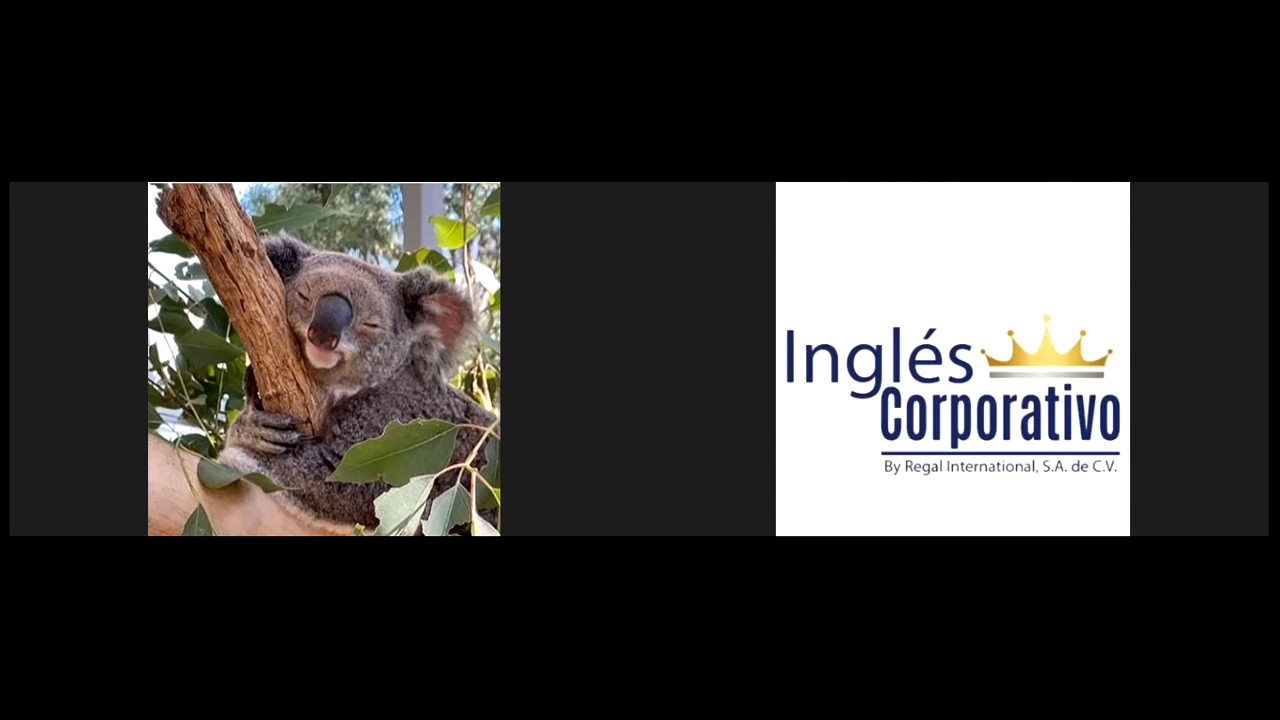 Inglés
Corporativo
By Regal International, S.A. de C.V.